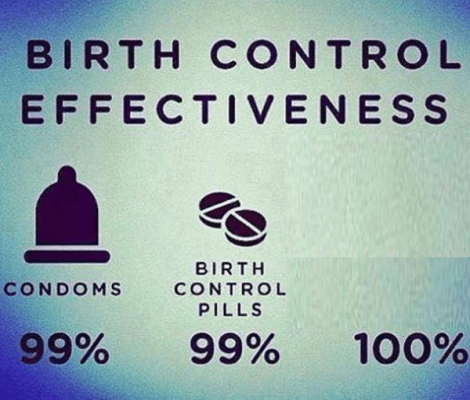 BIRTH CONTROL
EFFECTIVENESS
CONDOMS
99%
BIRTH
CONTROL
PILLS
99%
100%